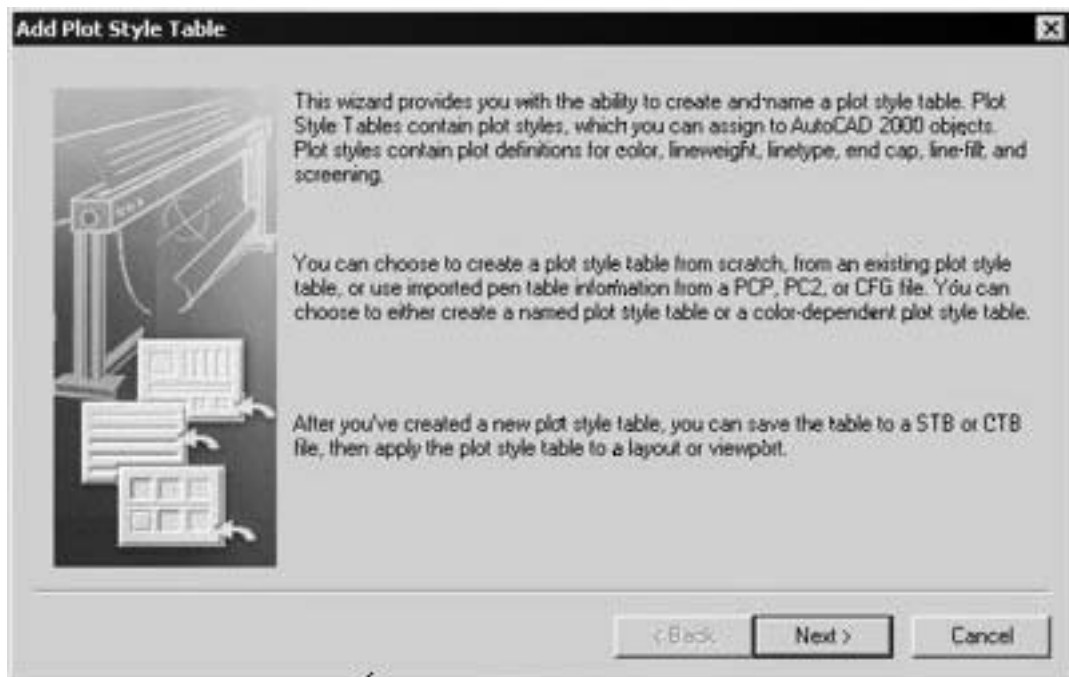 Add Plot Style Table
This wizard provides you with the ability to create and name a plot style table. Plot
Style Tables contain plot styles, which you can assign to AutoCAD 2000 objects.
Plot styles contain plot definitions for color, lineweight, linetype, end cap, line-fill, and
screening.
You can choose to create a plot style table from scratch, from an existing plot style
table, or use imported pen table information from a PCP, PC2, or CFG file. You can
choose to either create a named plot style table or a color-dependent plot style table.
After you've created a new plot style table, you can save the table to a STB or CTB
file, then apply the plot style table to a layout or viewport.
< Back
Next >
Cancel